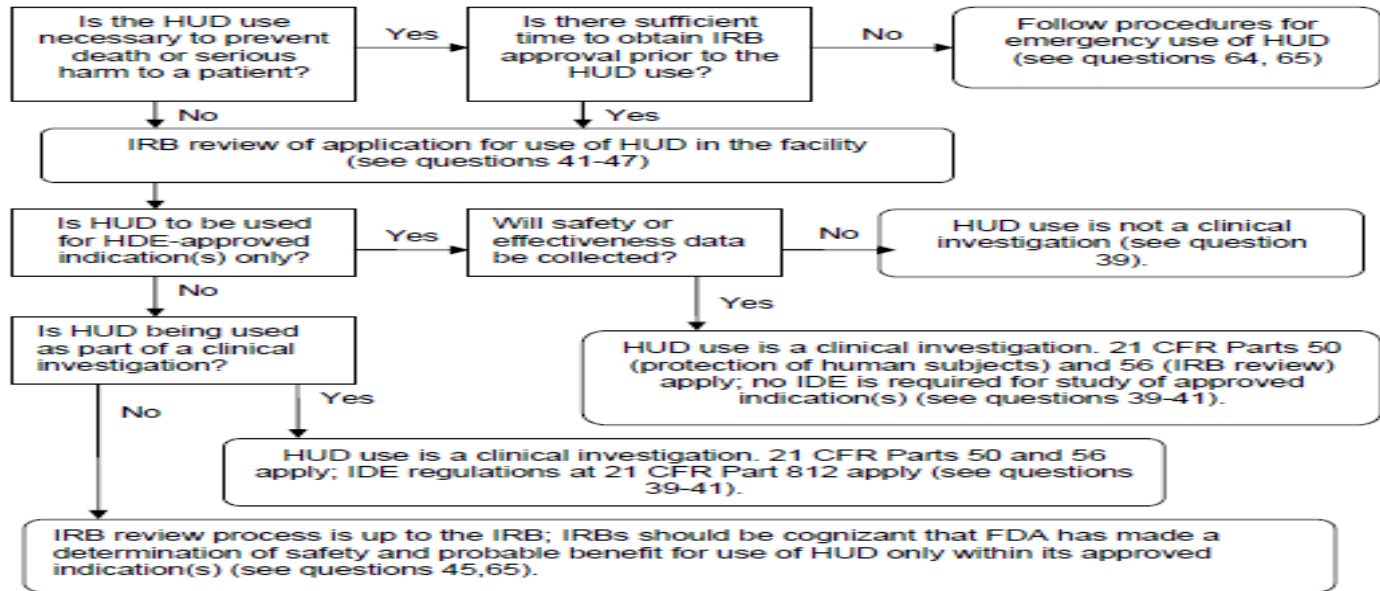 Is the HUD use
necessary to prevent
death or serious
harm to a patient?
Yes
Is there sufficient
time to obtain IRB
approval prior to
the HUD use?
No
Follow procedures for
emergency use of HUD
(see questions 64, 65)
No
Yes
IRB review of application for use of HUD in the facility
(see questions 41-47)
Is HUD to be used
for HDE-approved
indication(s) only?
Yes
Will safety or
effectiveness data
be collected?
No
HUD use is not a clinical
investigation (see question
39).
No
Yes
Is HUD being used
as part of a clinical
investigation?
HUD use is a clinical investigation. 21 CFR Parts 50
(protection of human subjects) and 56 (IRB review)
apply; no IDE is required for study of approved
indication(s) (see questions 39-41).
No
Yes
HUD use is a clinical investigation. 21 CFR Parts 50 and 56
apply; IDE regulations at 21 CFR Part 812 apply (see questions
39-41).
IRB review process is up to the IRB; IRBs should be cognizant that FDA has made a
determination of safety and probable benefit for use of HUD only within its approved
indication(s) (see questions 45,65).